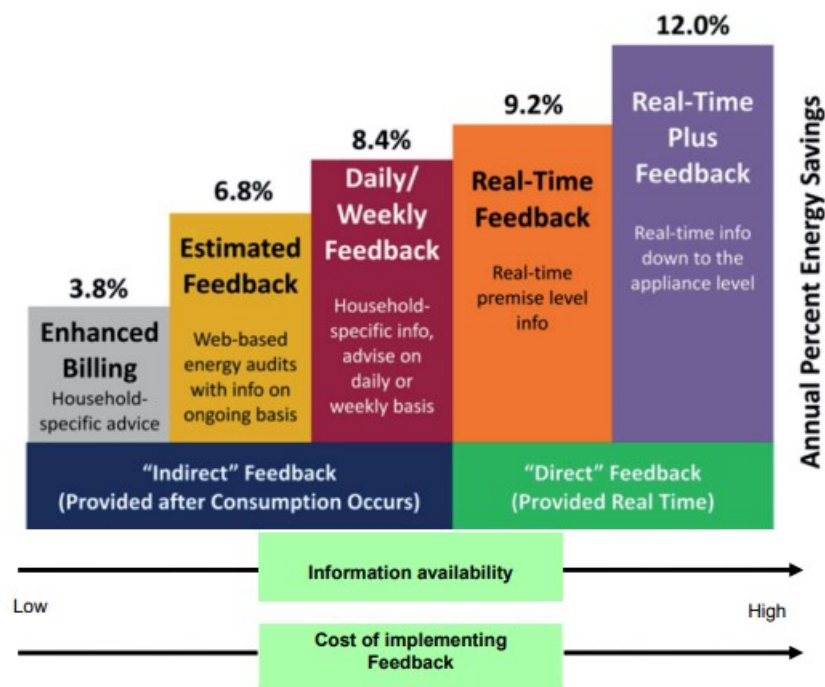 3.8%
Enhanced
Billing
Household-
specific advice
6.8%
Estimated
Feedback
Web-based
energy audits
with info on
ongoing basis
8.4%
Daily/
Weekly
Feedback
Household-
specific info,
advise on
daily or
weekly basis
9.2%
Real-Time
Feedback
Real-time
premise level
info
12.0%
Real-Time
Plus
Feedback
Real-time info
down to the
appliance level
Annual Percent Energy Savings
“Indirect” Feedback
(Provided after Consumption Occurs)
“Direct” Feedback
(Provided Real Time)
Information availability
Low
High
Cost of implementing
Feedback